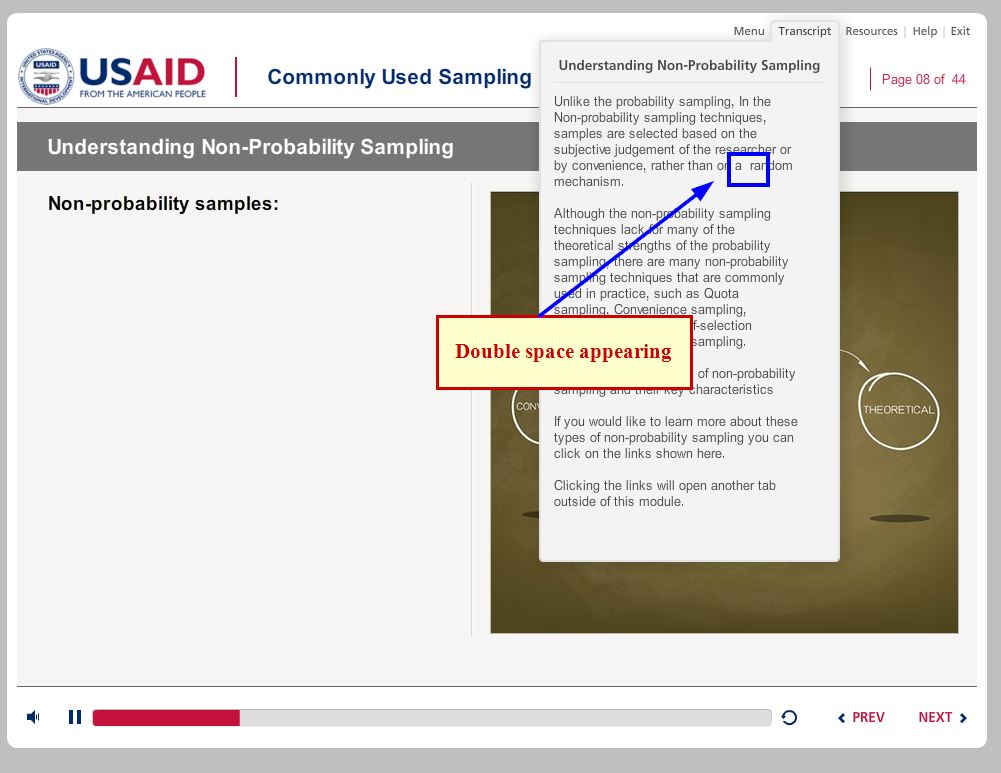 Menu Transcript Resources Help Exit
UNITED STATES AGENCY
USAID
INTERNATIONAL DEVELOPMENT
USAID
FROM THE AMERICAN PEOPLE
Commonly Used Sampling
Page 08 of 44
Understanding Non-Probability Sampling
Non-probability samples:
Understanding Non-Probability Sampling
Unlike the probability sampling, In the
Non-probability sampling techniques,
samples are selected based on the
subjective judgement of the researcher or
by convenience, rather than on a  random
mechanism.
Although the non-probability sampling
techniques lack for many of the
theoretical strengths of the probability
sampling, there are many non-probability
sampling techniques that are commonly
used in practice, such as Quota
sampling, Convenience sampling,
f-selection
sampling.
of non-probability
sampling and their key characteristics
If you would like to learn more about these
types of non-probability sampling you can
click on the links shown here.
Clicking the links will open another tab
outside of this module.
Double space appearing
CONV
THEORETICAL
PREV NEXT